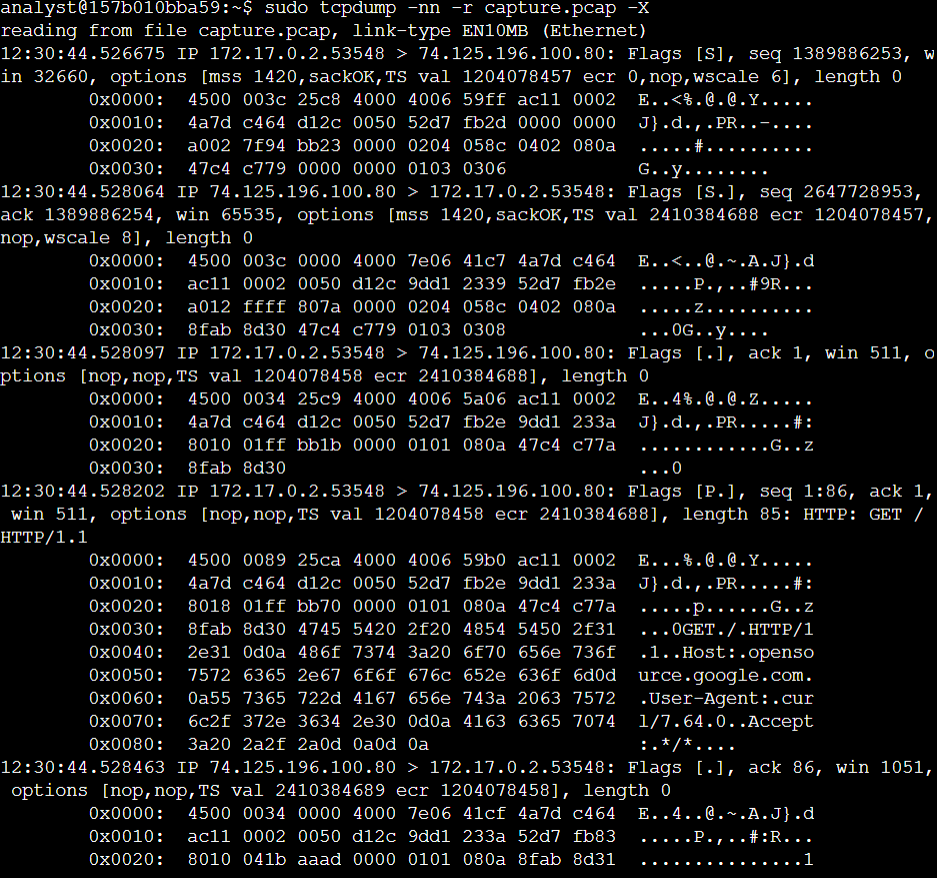 analyst@157b010bba59:~$ sudo tcpdump -nn -r capture.pcap -X
reading from file capture.pcap, link-type EN10MB (Ethernet)
12:30:44.526675 IP 172.17.0.2.53548 > 74.125.196.100.80: Flags [S], seq 1389886253, w
in 32660, options [mss 1420,sackOK,TS val 1204078457 ecr 0,nop,wscale 6], length 0
        0x0000:  4500 003c 25c8 4000 4006 59ff ac11 0002  E..<%.@.@.Y.....
        0x0010:  4a7d c464 d12c 0050 52d7 fb2d 0000 0000  J}.d.,.PR..-....
        0x0020:  a002 7f94 bb23 0000 0204 058c 0402 080a  .....#..........
        0x0030:  47c4 c779 0000 0000 0103 0306            G..y........
12:30:44.528064 IP 74.125.196.100.80 > 172.17.0.2.53548: Flags [S.], seq 2647728953,
ack 1389886254, win 65535, options [mss 1420,sackOK,TS val 2410384688 ecr 1204078457,
nop,wscale 8], length 0
        0x0000:  4500 003c 0000 4000 7e06 41c7 4a7d c464  E..<..@.~.A.J}.d
        0x0010:  ac11 0002 0050 d12c 9dd1 2339 52d7 fb2e  .....P.,..#9R...
        0x0020:  a012 ffff 807a 0000 0204 058c 0402 080a  .....z..........
        0x0030:  8fab 8d30 47c4 c779 0103 0308            ...0G..y....
12:30:44.528097 IP 172.17.0.2.53548 > 74.125.196.100.80: Flags [.], ack 1, win 511, o
ptions [nop,nop,TS val 1204078458 ecr 2410384688], length 0
        0x0000:  4500 0034 25c9 4000 4006 5a06 ac11 0002  E..4%.@.@.Z.....
        0x0010:  4a7d c464 d12c 0050 52d7 fb2e 9dd1 233a  J}.d.,.PR.....#:
        0x0020:  8010 01ff bb1b 0000 0101 080a 47c4 c77a  ............G..z
        0x0030:  8fab 8d30                                ...0
12:30:44.528202 IP 172.17.0.2.53548 > 74.125.196.100.80: Flags [P.], seq 1:86, ack 1,
 win 511, options [nop,nop,TS val 1204078458 ecr 2410384688], length 85: HTTP: GET /
HTTP/1.1
        0x0000:  4500 0089 25ca 4000 4006 59b0 ac11 0002  E...%.@.@.Y.....
        0x0010:  4a7d c464 d12c 0050 52d7 fb2e 9dd1 233a  J}.d.,.PR.....#:
        0x0020:  8018 01ff bb70 0000 0101 080a 47c4 c77a  .....p......G..z
        0x0030:  8fab 8d30 4745 5420 2f20 4854 5450 2f31  ...0GET./.HTTP/1
        0x0040:  2e31 0d0a 486f 7374 3a20 6f70 656e 736f  .1..Host:.openso
        0x0050:  7572 6365 2e67 6f6f 676c 652e 636f 6d0d  urce.google.com.
        0x0060:  0a55 7365 722d 4167 656e 743a 2063 7572  .User-Agent:.cur
        0x0070:  6c2f 372e 3634 2e30 0d0a 4163 6365 7074  l/7.64.0..Accept
        0x0080:  3a20 2a2f 2a0d 0a0d 0a                   :.*/*....
12:30:44.528463 IP 74.125.196.100.80 > 172.17.0.2.53548: Flags [.], ack 86, win 1051,
 options [nop,nop,TS val 2410384689 ecr 1204078458], length 0
        0x0000:  4500 0034 0000 4000 7e06 41cf 4a7d c464  E..4..@.~.A.J}.d
        0x0010:  ac11 0002 0050 d12c 9dd1 233a 52d7 fb83  .....P.,..#:R...
        0x0020:  8010 041b aaad 0000 0101 080a 8fab 8d31  ...............1